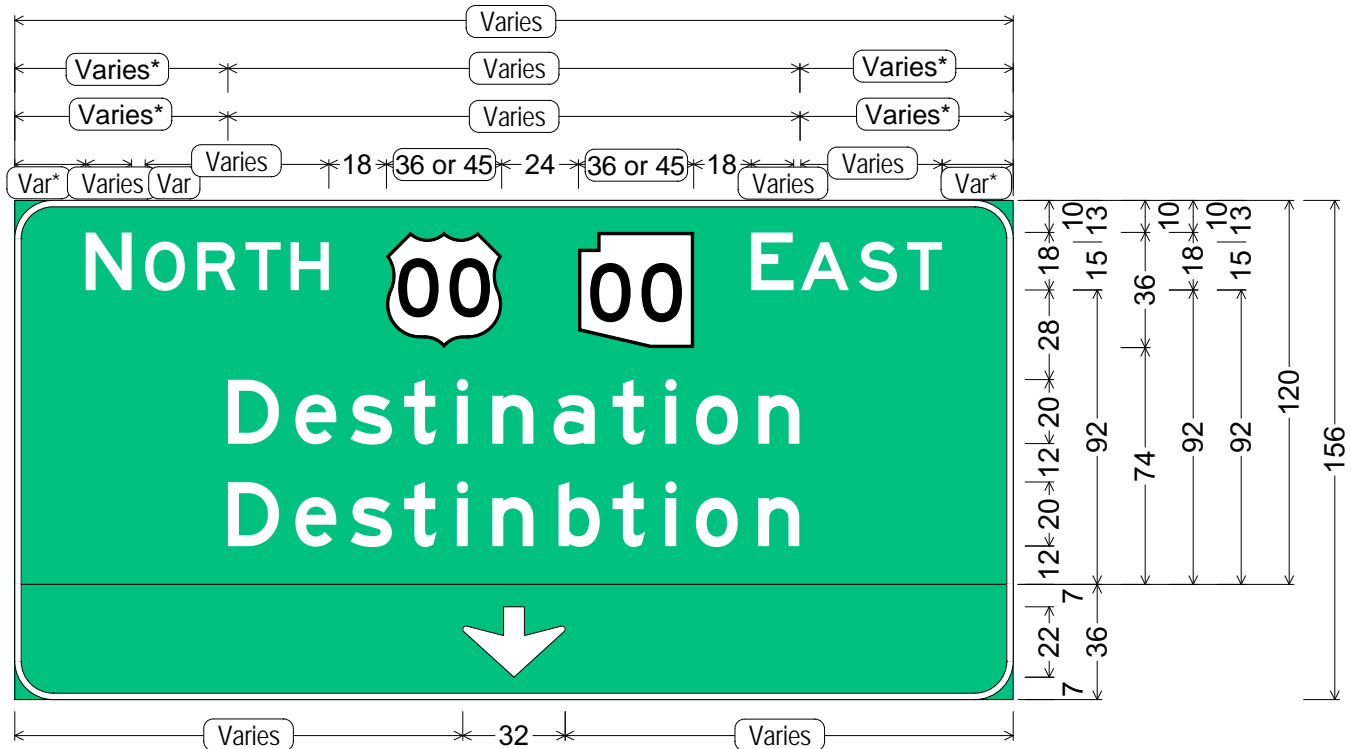 Varies
Varies* Varies Varies*
Varies* Varies Varies*
Varies 18 36 or 45 24 36 or 45 18 Varies
Var* Varies Var Varies Var*
NORTH 00 00 EAST
Destination
Destinbtion
10 13 10 10 13
18 15 36 18 15
28
20 92 74 92 92 120 156
12
20
12
7
22 36
7
Varies 32 Varies